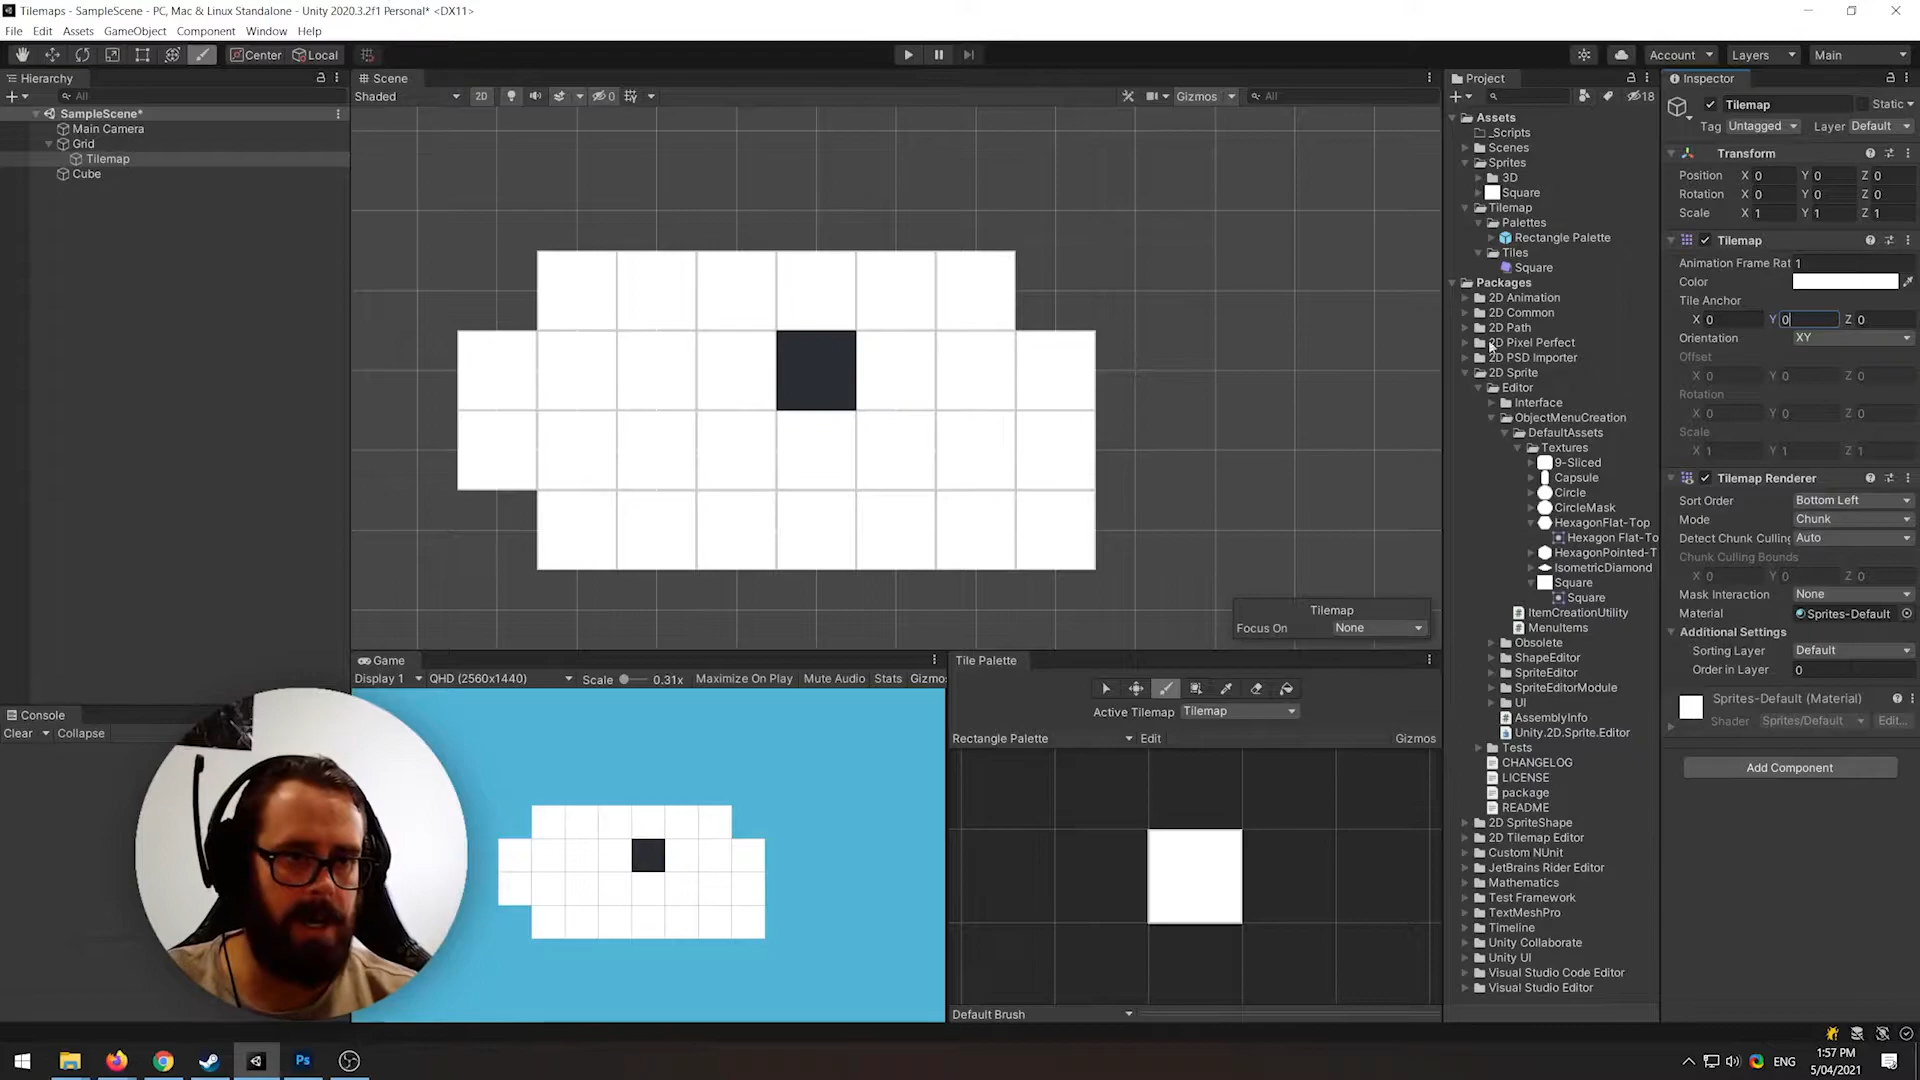 Tilemaps - SampleScene - PC, Mac & Linux Standalone - Unity 2020.3.2f1 Personal* <DX11>
File Edit Assets GameObject Component Window Help
Center Local
Account Layers Main
Hierarchy
All
SampleScene*
Main Camera
Grid
Tilemap
Cube
Scene
Shaded 2D 0 Gizmos All
Tilemap
Focus On None
Game
Display 1 QHD (2560x1440) Scale 0.31x Maximize On Play Mute Audio Stats Gizmo
Console
Clear Collapse
Tile Palette
Active Tilemap Tilemap
Rectangle Palette Edit Gizmos
Default Brush
Project
18
Assets
_Scripts
Scenes
Sprites
3D
Square
Tilemap
Palettes
Rectangle Palette
Tiles
Square
Packages
2D Animation
2D Common
2D Path
2D Pixel Perfect
2D PSD Importer
2D Sprite
Editor
Interface
ObjectMenuCreation
DefaultAssets
Textures
9-Sliced
Capsule
Circle
CircleMask
HexagonFlat-Top
Hexagon Flat-To
HexagonPointed-T
IsometricDiamond
Square
Square
ItemCreationUtility
MenuItems
Obsolete
ShapeEditor
SpriteEditor
SpriteEditorModule
UI
AssemblyInfo
Unity.2D.Sprite.Editor
Tests
CHANGELOG
LICENSE
package
README
2D SpriteShape
2D Tilemap Editor
Custom NUnit
JetBrains Rider Editor
Mathematics
Test Framework
TextMeshPro
Timeline
Unity Collaborate
Unity UI
Visual Studio Code Editor
Visual Studio Editor
Inspector
Tilemap Static
Tag Untagged Layer Default
Transform
Position X 0 Y 0 Z 0
Rotation X 0 Y 0 Z 0
Scale X 1 Y 1 Z 1
Tilemap
Animation Frame Rat 1
Color
Tile Anchor
X 0 Y 0 Z 0
Orientation XY
Offset
X 0 Y 0 Z 0
Rotation
X 0 Y 0 Z 0
Scale
X 1 Y 1 Z 1
Tilemap Renderer
Sort Order Bottom Left
Mode Chunk
Detect Chunk Culling Auto
Chunk Culling Bounds
X 0 Y 0 Z 0
Mask Interaction None
Material Sprites-Default
Additional Settings
Sorting Layer Default
Order in Layer 0
Sprites-Default (Material)
Shader Sprites/Default Edit...
Add Component
Ps
ENG
1:57 PM
5/04/2021